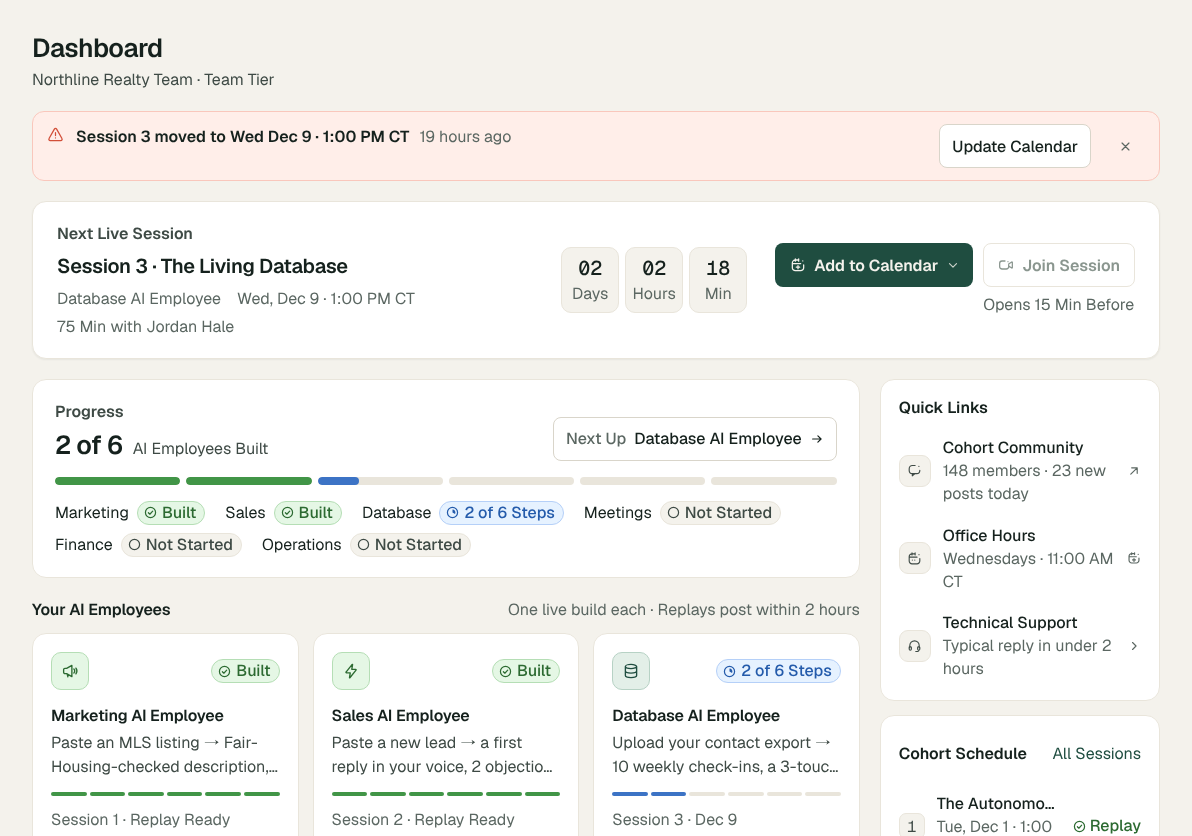 Dashboard
Northline Realty Team · Team Tier
Session 3 moved to Wed Dec 9 · 1:00 PM CT 19 hours ago
Update Calendar
Next Live Session
Session 3 · The Living Database
Database AI Employee Wed, Dec 9 · 1:00 PM CT
75 Min with Jordan Hale
02 02 18
Days Hours Min
Add to Calendar
Join Session
Opens 15 Min Before
Progress
2 of 6 AI Employees Built
Next Up Database AI Employee →
Marketing Built Sales Built Database 2 of 6 Steps Meetings Not Started
Finance Not Started Operations Not Started
Quick Links
Cohort Community
148 members · 23 new
posts today
Office Hours
Wednesdays · 11:00 AM
CT
Technical Support
Typical reply in under 2
hours
Your AI Employees
One live build each · Replays post within 2 hours
Built
Marketing AI Employee
Paste an MLS listing → Fair-
Housing-checked description,...
Session 1 · Replay Ready
Built
Sales AI Employee
Paste a new lead → a first
reply in your voice, 2 objectio...
Session 2 · Replay Ready
2 of 6 Steps
Database AI Employee
Upload your contact export →
10 weekly check-ins, a 3-touc...
Session 3 · Dec 9
Cohort Schedule All Sessions
1
The Autonomo...
Tue, Dec 1 · 1:00
Replay